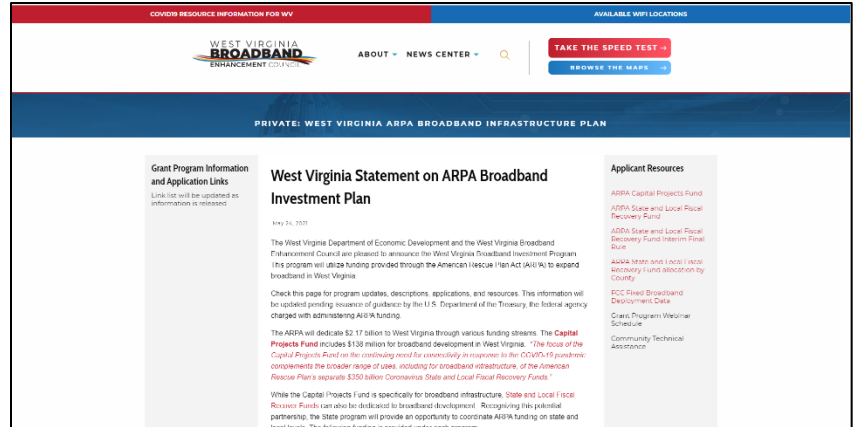 COVID19 RESOURCE INFORMATION FOR WV
AVAILABLE WIFI LOCATIONS
WEST VIRGINIA
BROADBAND
ENHANCEMENT COUNCIL
ABOUT
NEWS CENTER
TAKE THE SPEED TEST →
BROWSE THE MAPS →
PRIVATE: WEST VIRGINIA ARPA BROADBAND INFRASTRUCTURE PLAN
Grant Program Information
and Application Links
Link list will be updated as
information is released
West Virginia Statement on ARPA Broadband
Investment Plan
May 24, 2021
The West Virginia Department of Economic Development and the West Virginia Broadband
Enhancement Council are pleased to announce the West Virginia Broadband Investment Program.
This program will utilize funding provided through the American Rescue Plan Act (ARPA) to expand
broadband in West Virginia.
Check this page for program updates, descriptions, applications, and resources. This information will
be updated pending issuance of guidance by the U.S. Department of the Treasury, the federal agency
charged with administering ARPA funding.
The ARPA will dedicate $2.17 billion to West Virginia through various funding streams. The Capital
Projects Fund includes $138 million for broadband development in West Virginia. "The focus of the
Capital Projects Fund on the continuing need for connectivity in response to the COVID-19 pandemic
complements the broader range of uses, including for broadband infrastructure, of the American
Rescue Plan's separate $350 billion Coronavirus State and Local Fiscal Recovery Funds."
While the Capital Projects Fund is specifically for broadband infrastructure, State and Local Fiscal
Recover Funds can also be dedicated to broadband development. Recognizing this potential
partnership, the State program will provide an opportunity to coordinate ARPA funding on state and
local levels. The following funding is provided under each program
Applicant Resources
ARPA Capital Projects Fund
ARPA State and Local Fiscal
Recovery Fund
ARPA State and Local Fiscal
Recovery Fund Interim Final
Rule
ARPA State and Local Fiscal
Recovery Fund allocation by
County
FCC Fixed Broadband
Deployment Data
Grant Program Webinar
Schedule
Community Technical
Assistance